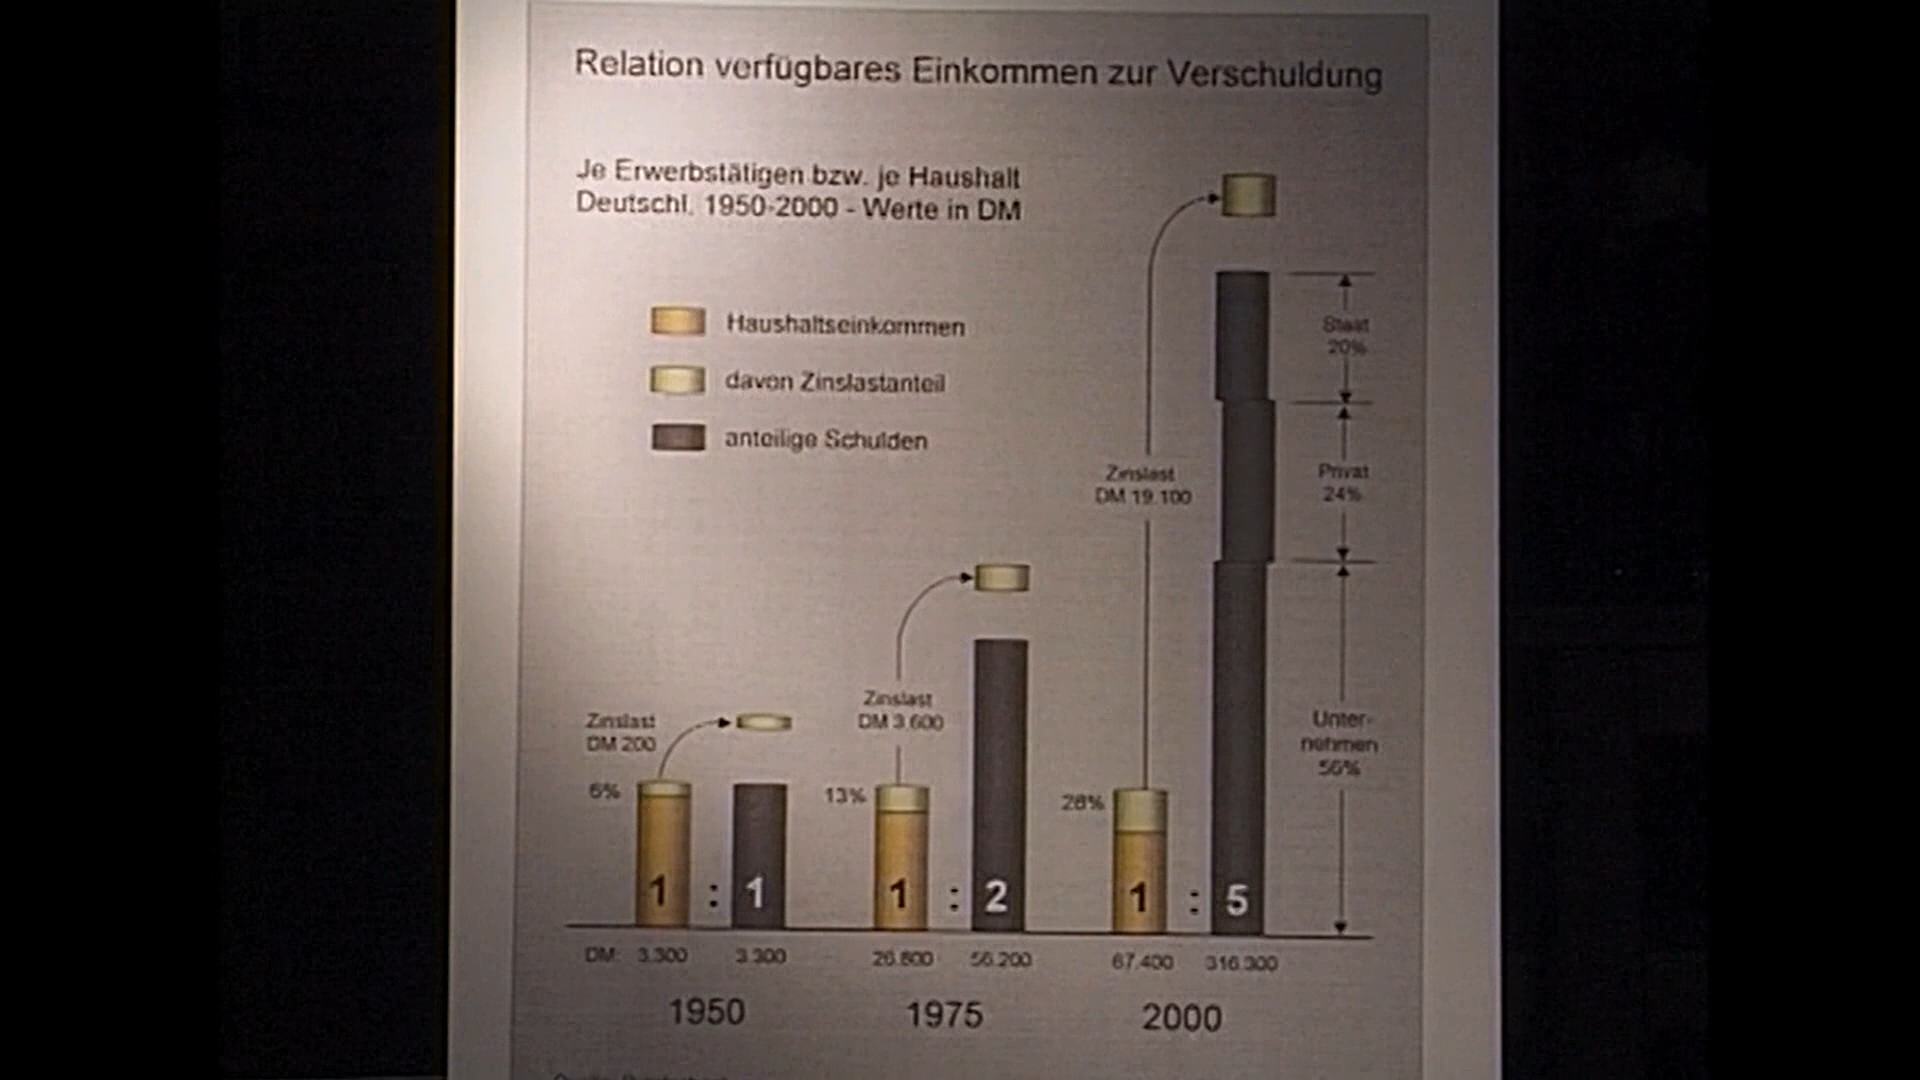 Relation verfügbares Einkommen zur Verschuldung
Je Erwerbstätigen bzw. je Haushalt
Deutschl. 1950-2000 - Werte in DM
Haushaltseinkommen
davon Zinslastanteil
anteilige Schulden
Staat
20%
Privat
24%
Zinslast
DM 19.100
Zinslast
DM 3.600
Zinslast
DM 200
Unter-
nehmen
56%
6%
13%
28%
1 : 1
1 : 2
1 : 5
DM: 3.300 3.300 26.800 56.200 67.400 316.300
1950 1975 2000